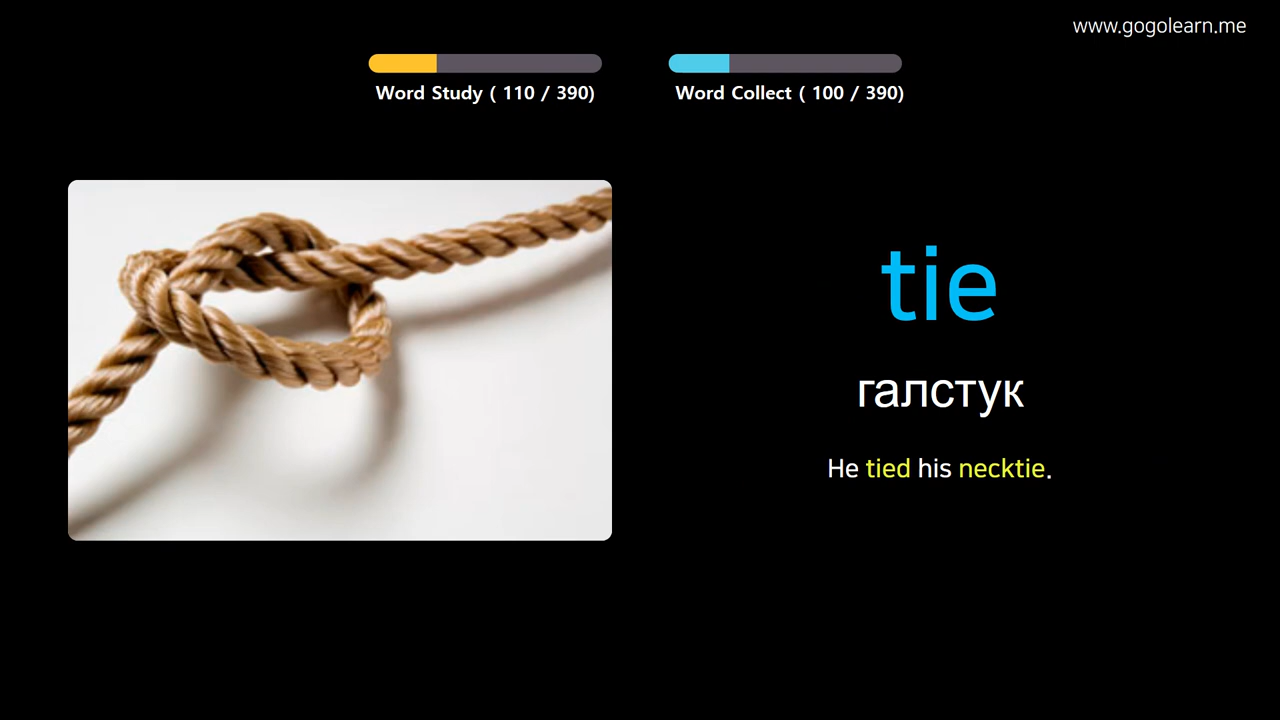 www.gogolearn.me
Word Study ( 110 / 390)
Word Collect ( 100 / 390)
tie
галстук
He tied his necktie.